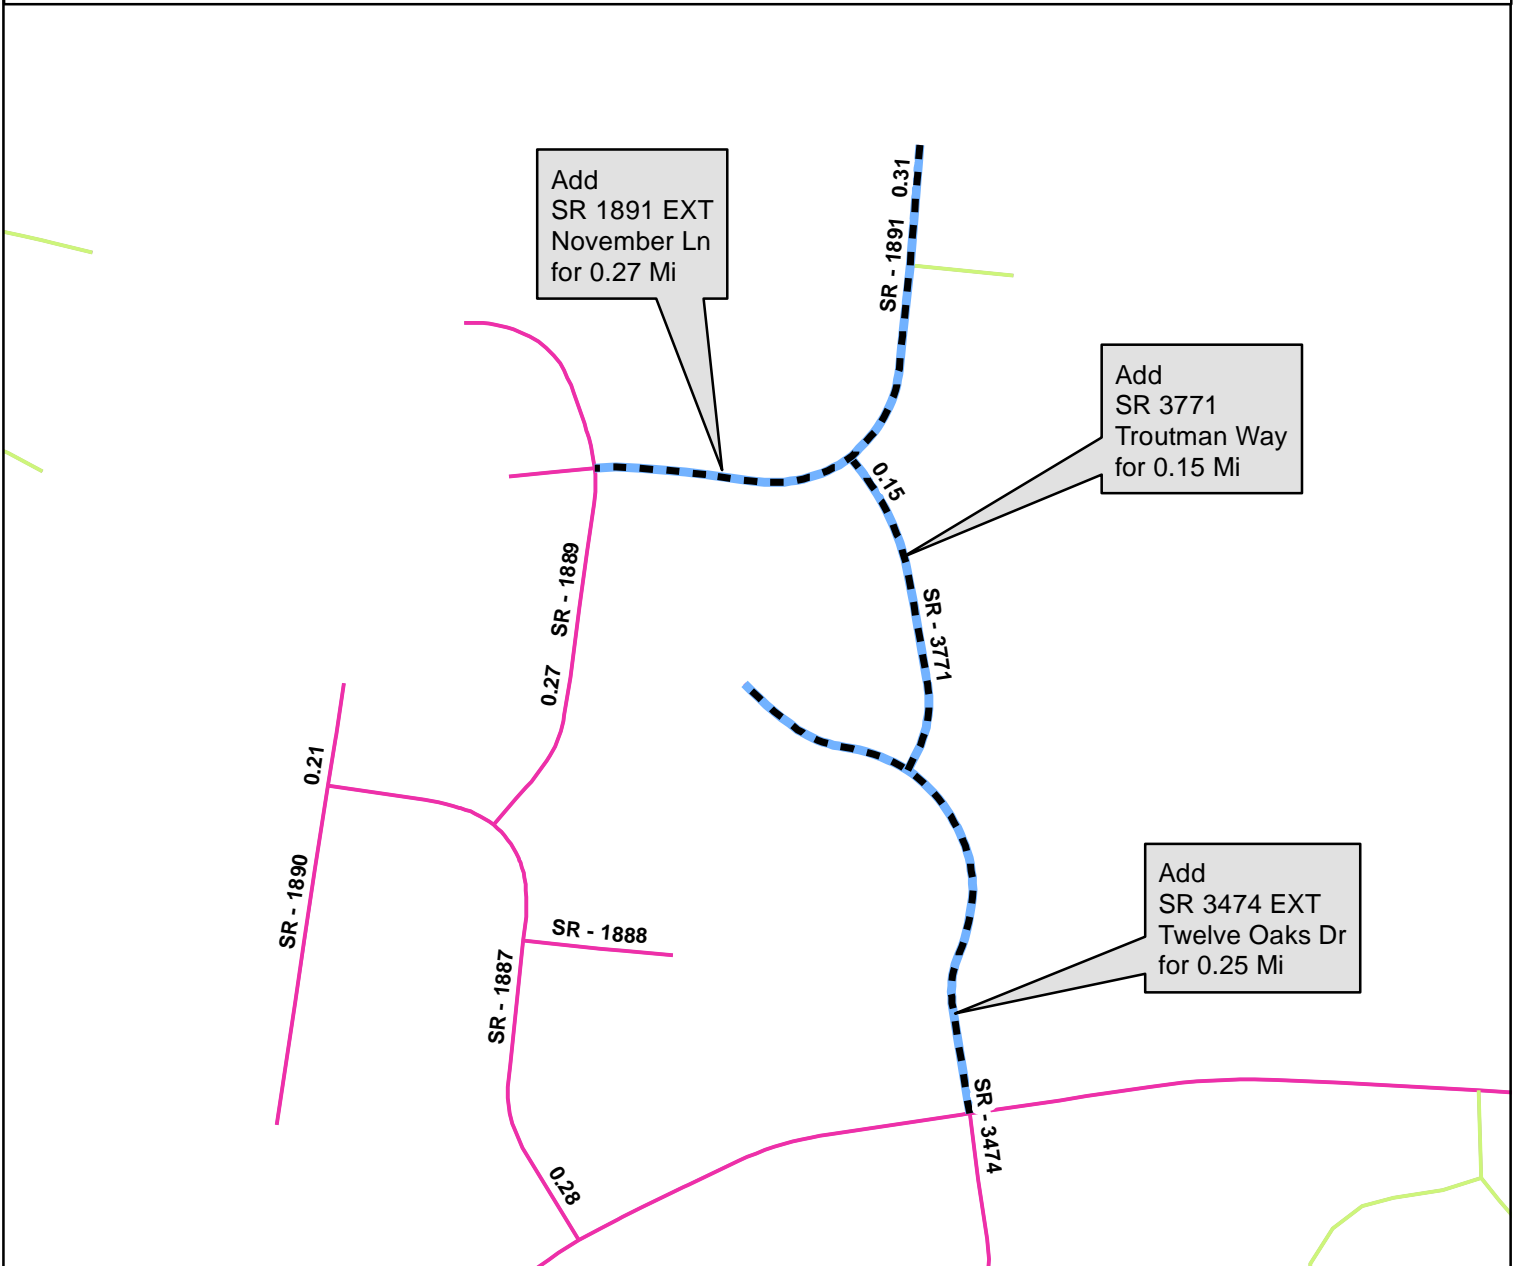 Add
SR 1891 EXT
November Ln
for 0.27 Mi
SR - 1891 0.31
Add
SR 3771
Troutman Way
for 0.15 Mi
0.15
SR - 1889
0.27
SR - 3771
0.21
SR - 1890
Add
SR 3474 EXT
Twelve Oaks Dr
for 0.25 Mi
SR - 1888
SR - 1887
SR - 3474
0.28